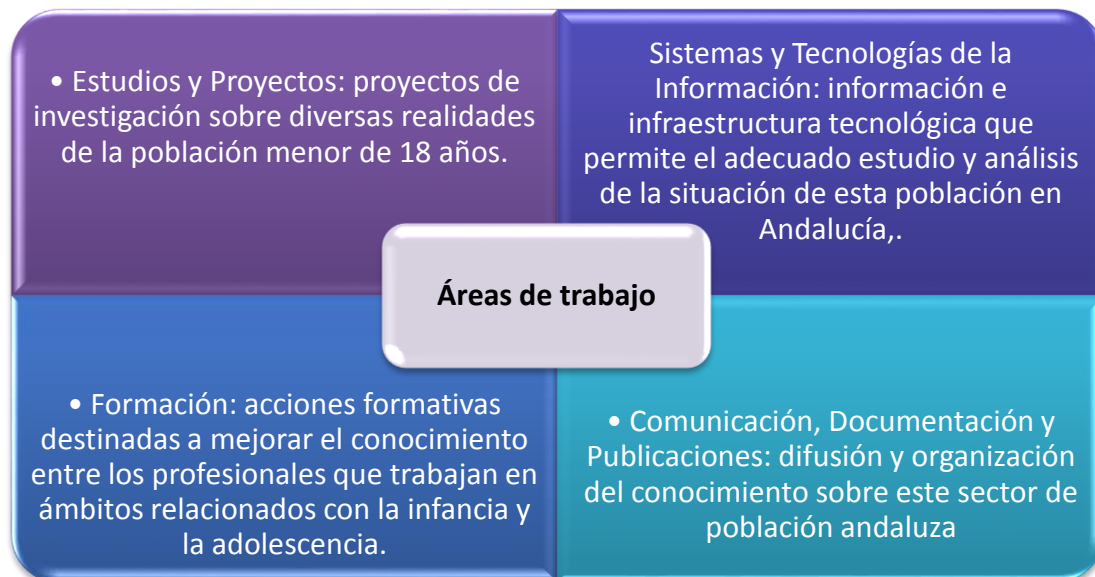 • Estudios y Proyectos: proyectos de
investigación sobre diversas realidades
de la población menor de 18 años.
Sistemas y Tecnologías de la
Información: información e
infraestructura tecnológica que
permite el adecuado estudio y análisis
de la situación de esta población en
Andalucía,.
Áreas de trabajo
• Formación: acciones formativas
destinadas a mejorar el conocimiento
entre los profesionales que trabajan en
ámbitos relacionados con la infancia y
la adolescencia.
• Comunicación, Documentación y
Publicaciones: difusión y organización
del conocimiento sobre este sector de
población andaluza